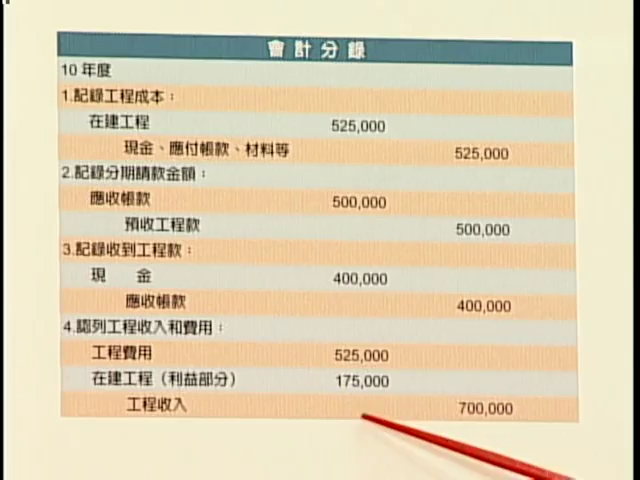 會計分錄
10 年度
1.記錄工程成本：
在建工程 525,000
現金、應付帳款、材料等 525,000
2.記錄分期請款金額：
應收帳款 500,000
預收工程款 500,000
3.記錄收到工程款：
現 金 400,000
應收帳款 400,000
4.認列工程收入和費用：
工程費用 525,000
在建工程（利益部分） 175,000
工程收入 700,000